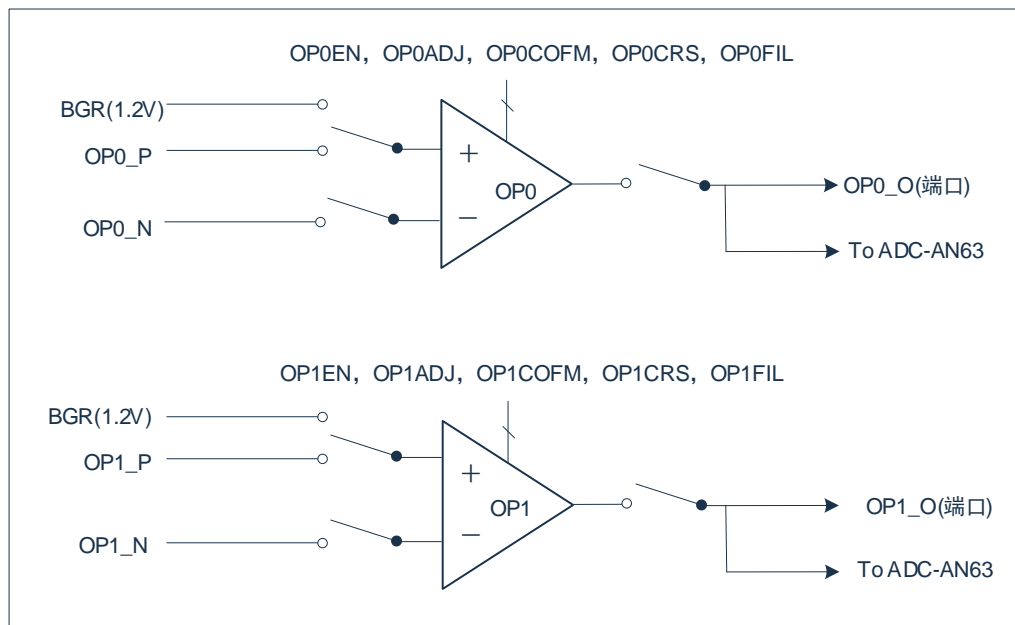 OP0EN, OP0ADJ, OP0COFM, OP0CRS, OP0FIL
BGR(1.2V)
OP0_P
OP0_N
+
−
OP0
OP0_O(端口)
To ADC-AN63
OP1EN, OP1ADJ, OP1COFM, OP1CRS, OP1FIL
BGR(1.2V)
OP1_P
OP1_N
+
−
OP1
OP1_O(端口)
To ADC-AN63